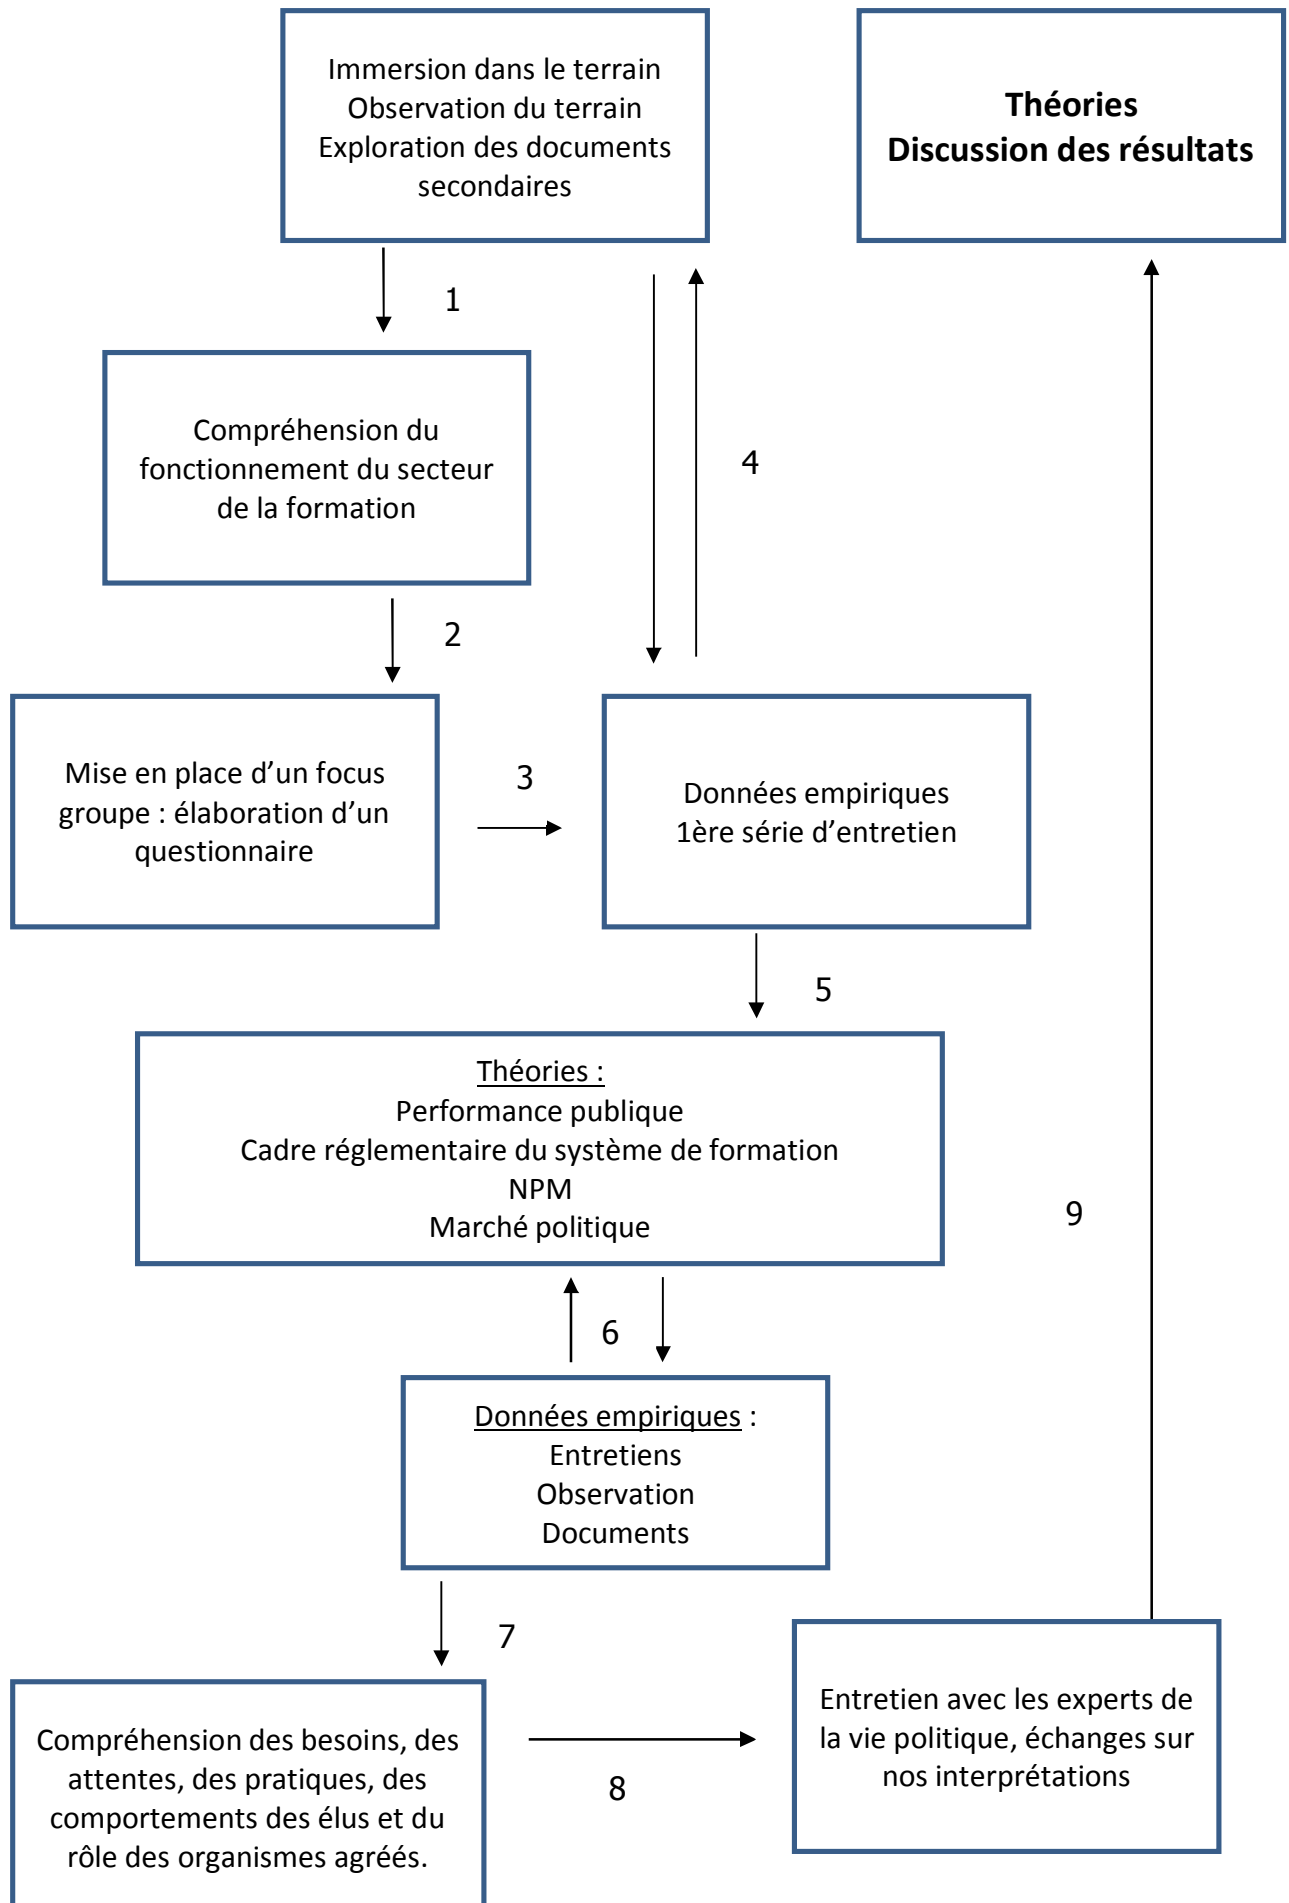 Immersion dans le terrain
Observation du terrain
Exploration des documents
secondaires
Théories
Discussion des résultats
1
Compréhension du
fonctionnement du secteur
de la formation
4
2
Mise en place d’un focus
groupe : élaboration d’un
questionnaire
3
Données empiriques
1ère série d’entretien
5
Théories :
Performance publique
Cadre réglementaire du système de formation
NPM
Marché politique
9
6
Données empiriques :
Entretiens
Observation
Documents
7
Compréhension des besoins, des
attentes, des pratiques, des
comportements des élus et du
rôle des organismes agréés.
8
Entretien avec les experts de
la vie politique, échanges sur
nos interprétations